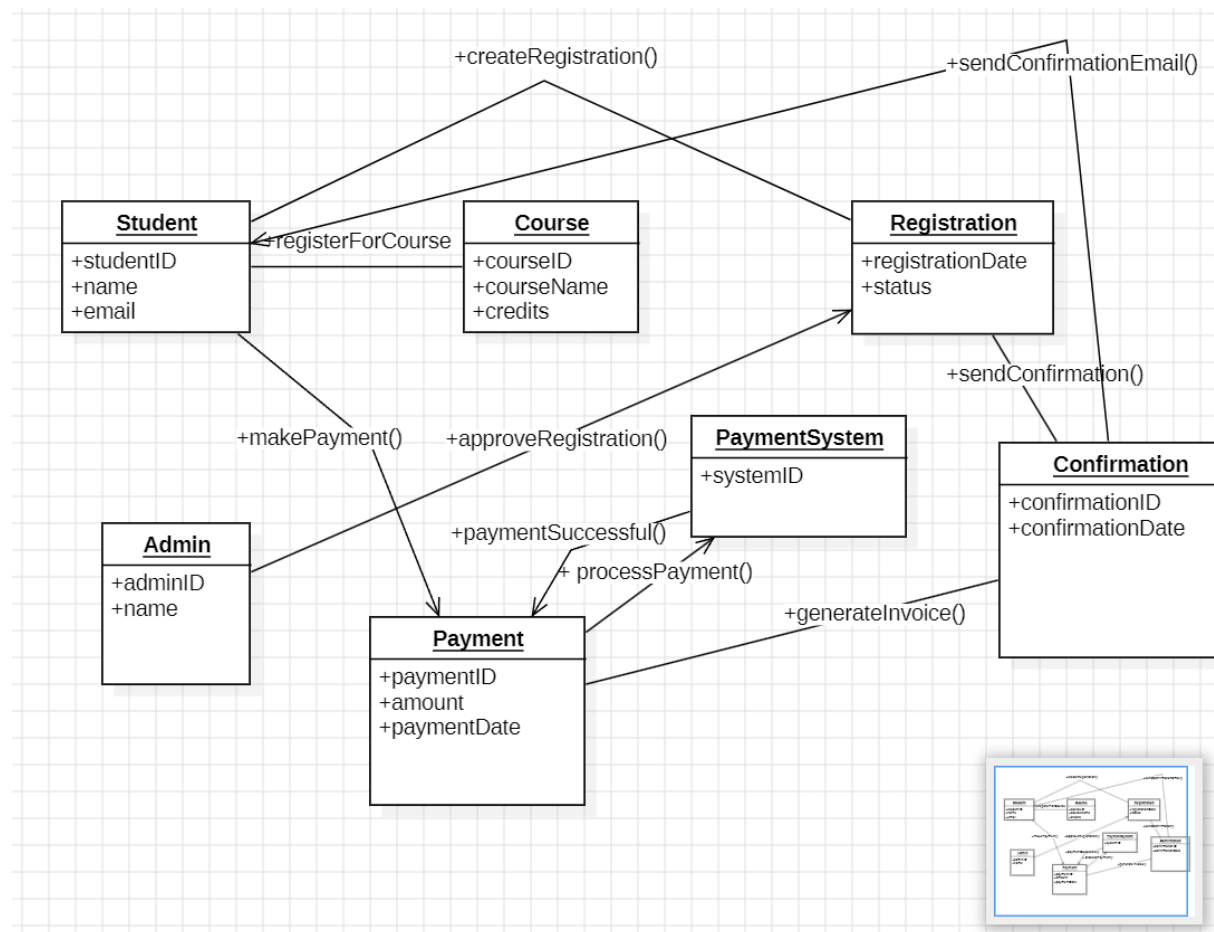 +createRegistration()
+sendConfirmationEmail()
Student
+studentID
+name
+email
+registerForCourse
Course
+courseID
+courseName
+credits
Registration
+registrationDate
+status
+sendConfirmation()
+makePayment()
+approveRegistration()
PaymentSystem
+systemID
Confirmation
+confirmationID
+confirmationDate
Admin
+adminID
+name
+paymentSuccessful()
+ processPayment()
+generateInvoice()
Payment
+paymentID
+amount
+paymentDate